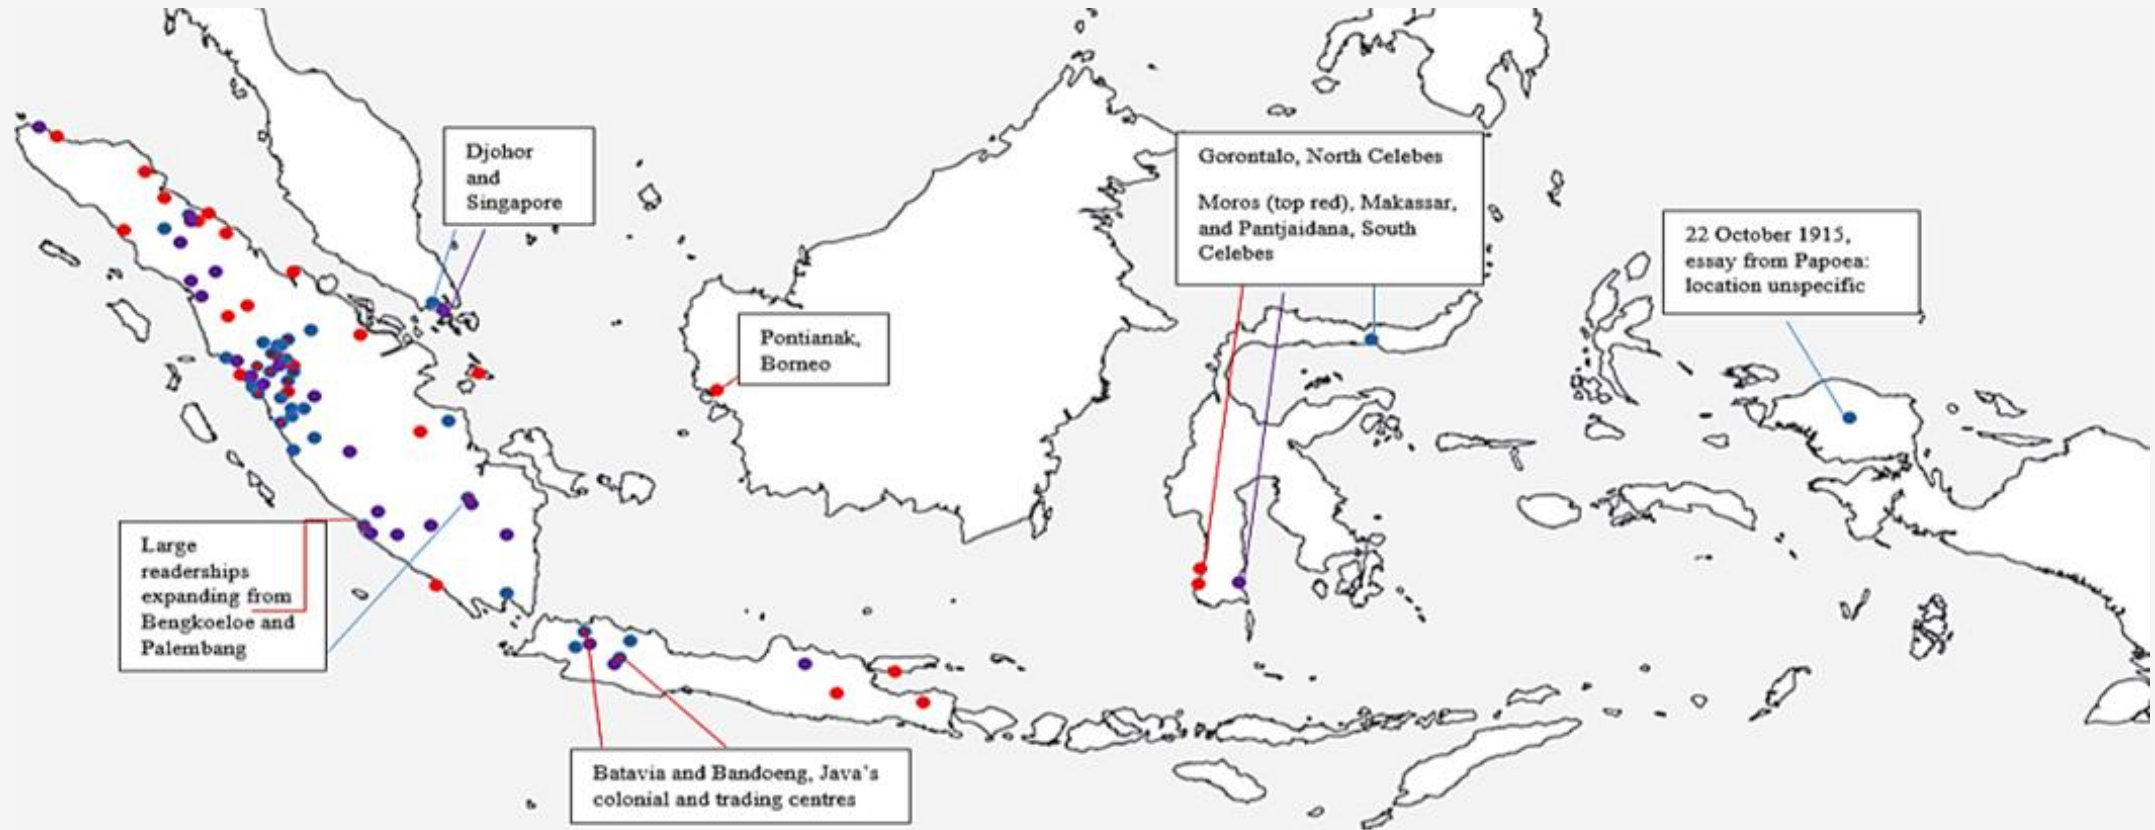 Djohor
and
Singapore
Gorontalo, North Celebes
Moros (top red), Makassar,
and Pantjaidana, South
Celebes
22 October 1915,
essay from Papoea:
location unspecific
Pontianak,
Borneo
Large
readerships
expanding from
Bengkoeloe and
Palembang
Batavia and Bandoeng, Java's
colonial and trading centres